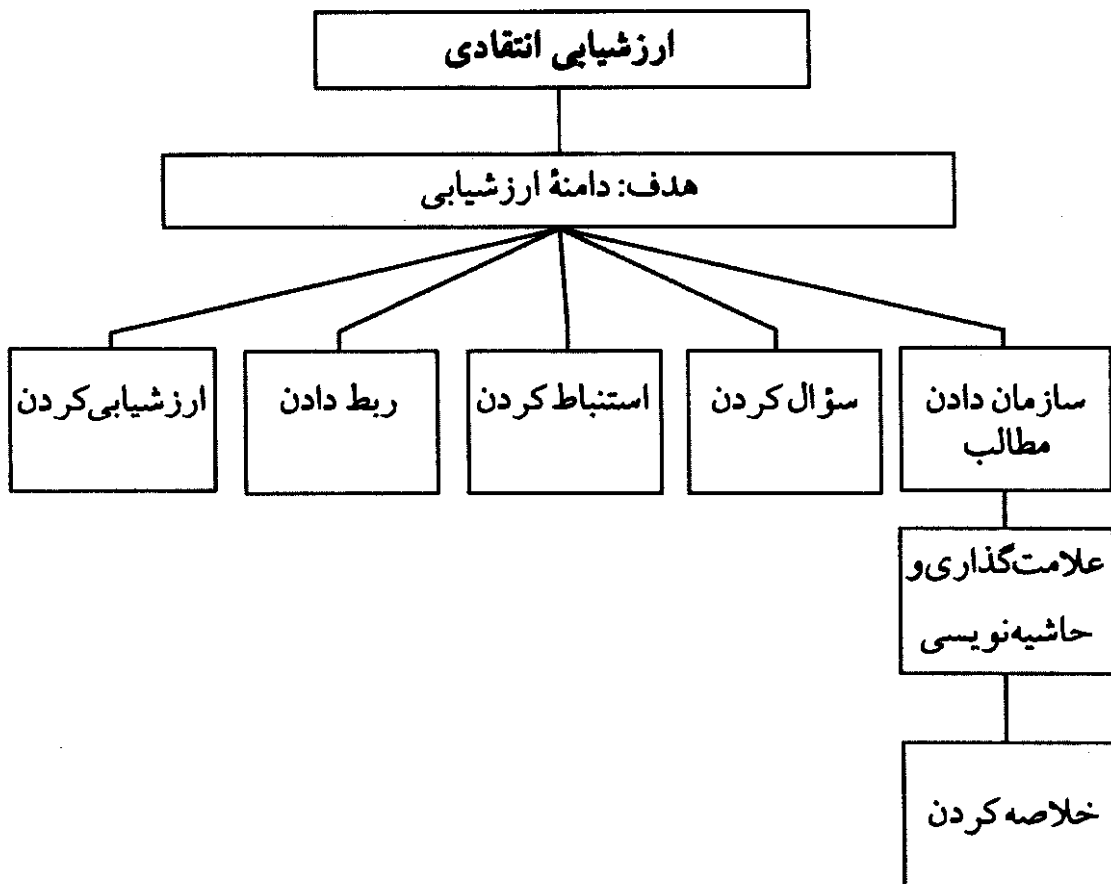 ارزشیابی انتقادی
هدف: دامنهٔ ارزشیابی
سازمان دادن
مطالب
سؤال کردن
استنباط کردن
ربط دادن
ارزشیابی کردن
علامت‌گذاری و
حاشیه‌نویسی
خلاصه کردن